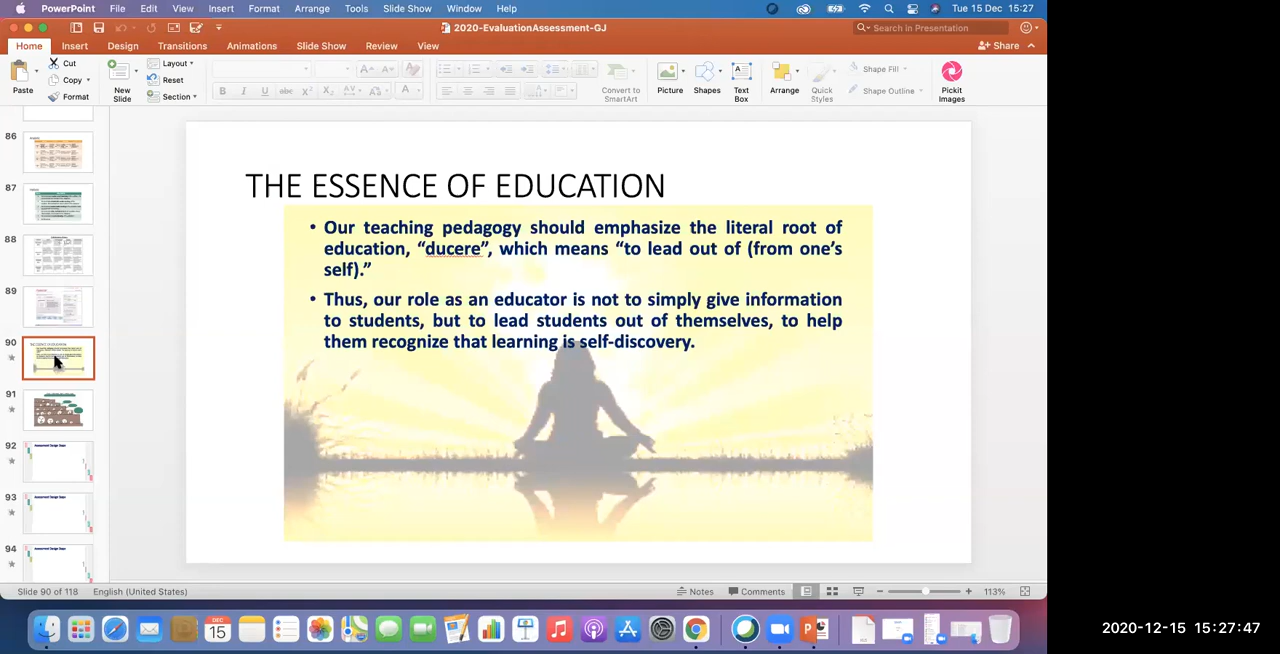 PowerPoint File Edit View Insert Format Arrange Tools Slide Show Window Help Tue 15 Dec 15:27
2020-EvaluationAssessment-GJ
Search in Presentation
Home Insert Design Transitions Animations Slide Show Review View
Share
Paste
Cut
Copy
Format
New Slide
Layout
Reset
Section
B I U abc X² X₂ AV Aa A
Convert to SmartArt
Picture
Shapes
Text Box
Arrange
Quick Styles
Shape Fill
Shape Outline
Pickit Images
86
87
88
89
90
91
92
93
94
THE ESSENCE OF EDUCATION
• Our teaching pedagogy should emphasize the literal root of
education, “ducere”, which means “to lead out of (from one’s
self).”
• Thus, our role as an educator is not to simply give information
to students, but to lead students out of themselves, to help
them recognize that learning is self-discovery.
Slide 90 of 118 English (United States)
Notes Comments 113%
DEC
15
2020-12-15 15:27:47